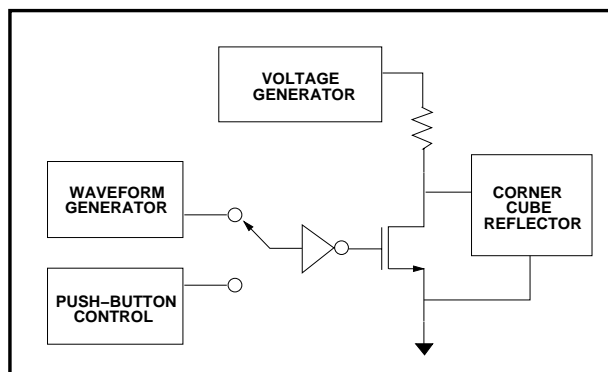 VOLTAGE
GENERATOR
WAVEFORM
GENERATOR
CORNER
CUBE
REFLECTOR
PUSH–BUTTON
CONTROL